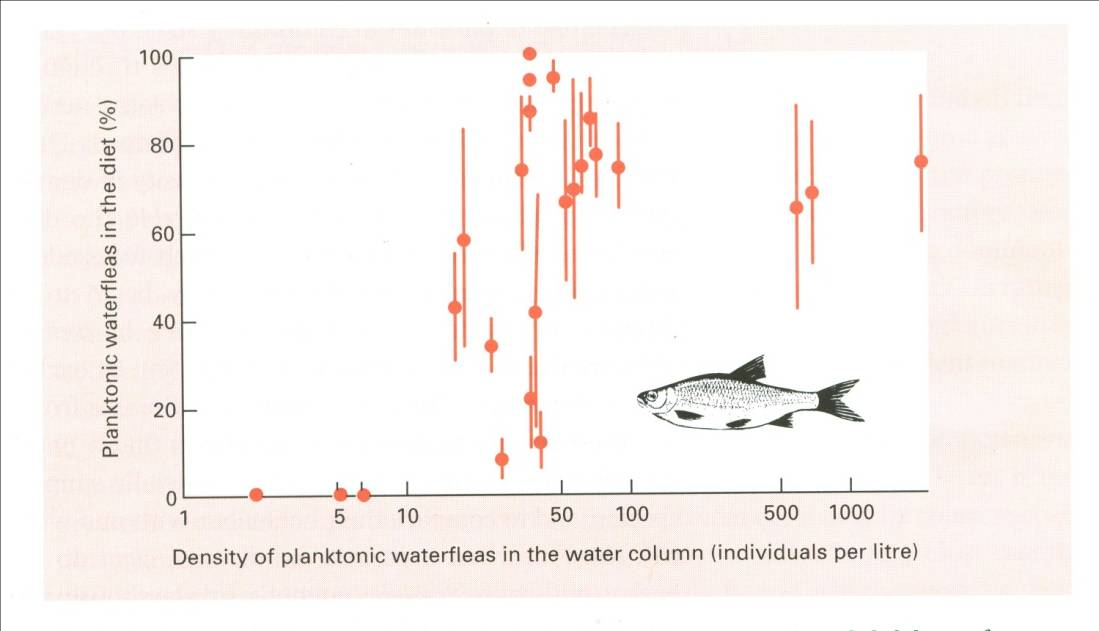 100
80
60
40
20
0
Planktonic waterfleas in the diet (%)
1 5 10 50 100 500 1000
Density of planktonic waterfleas in the water column (individuals per litre)